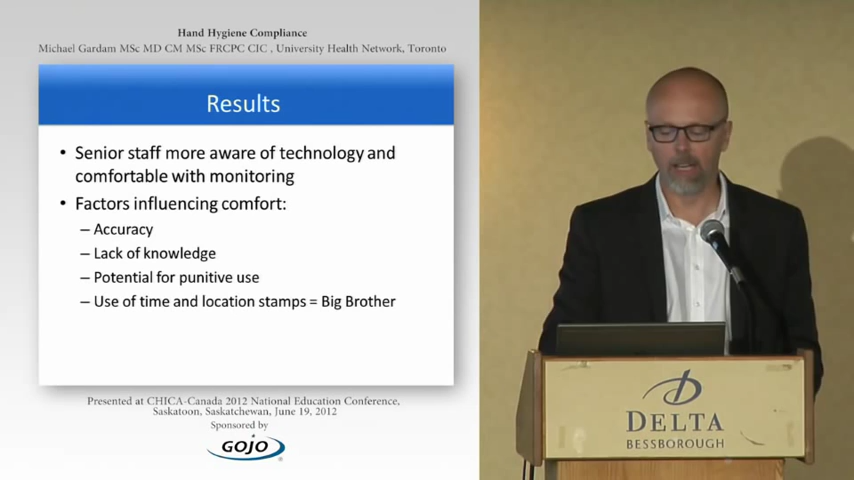 Hand Hygiene Compliance
Michael Gardam MSc MD CM MSc FRCPC CIC , University Health Network, Toronto
Results
• Senior staff more aware of technology and
comfortable with monitoring
• Factors influencing comfort:
– Accuracy
– Lack of knowledge
– Potential for punitive use
– Use of time and location stamps = Big Brother
Presented at CHICA-Canada 2012 National Education Conference,
Saskatoon, Saskatchewan, June 19, 2012
Sponsored by
GOJO
DELTA
BESSBOROUGH